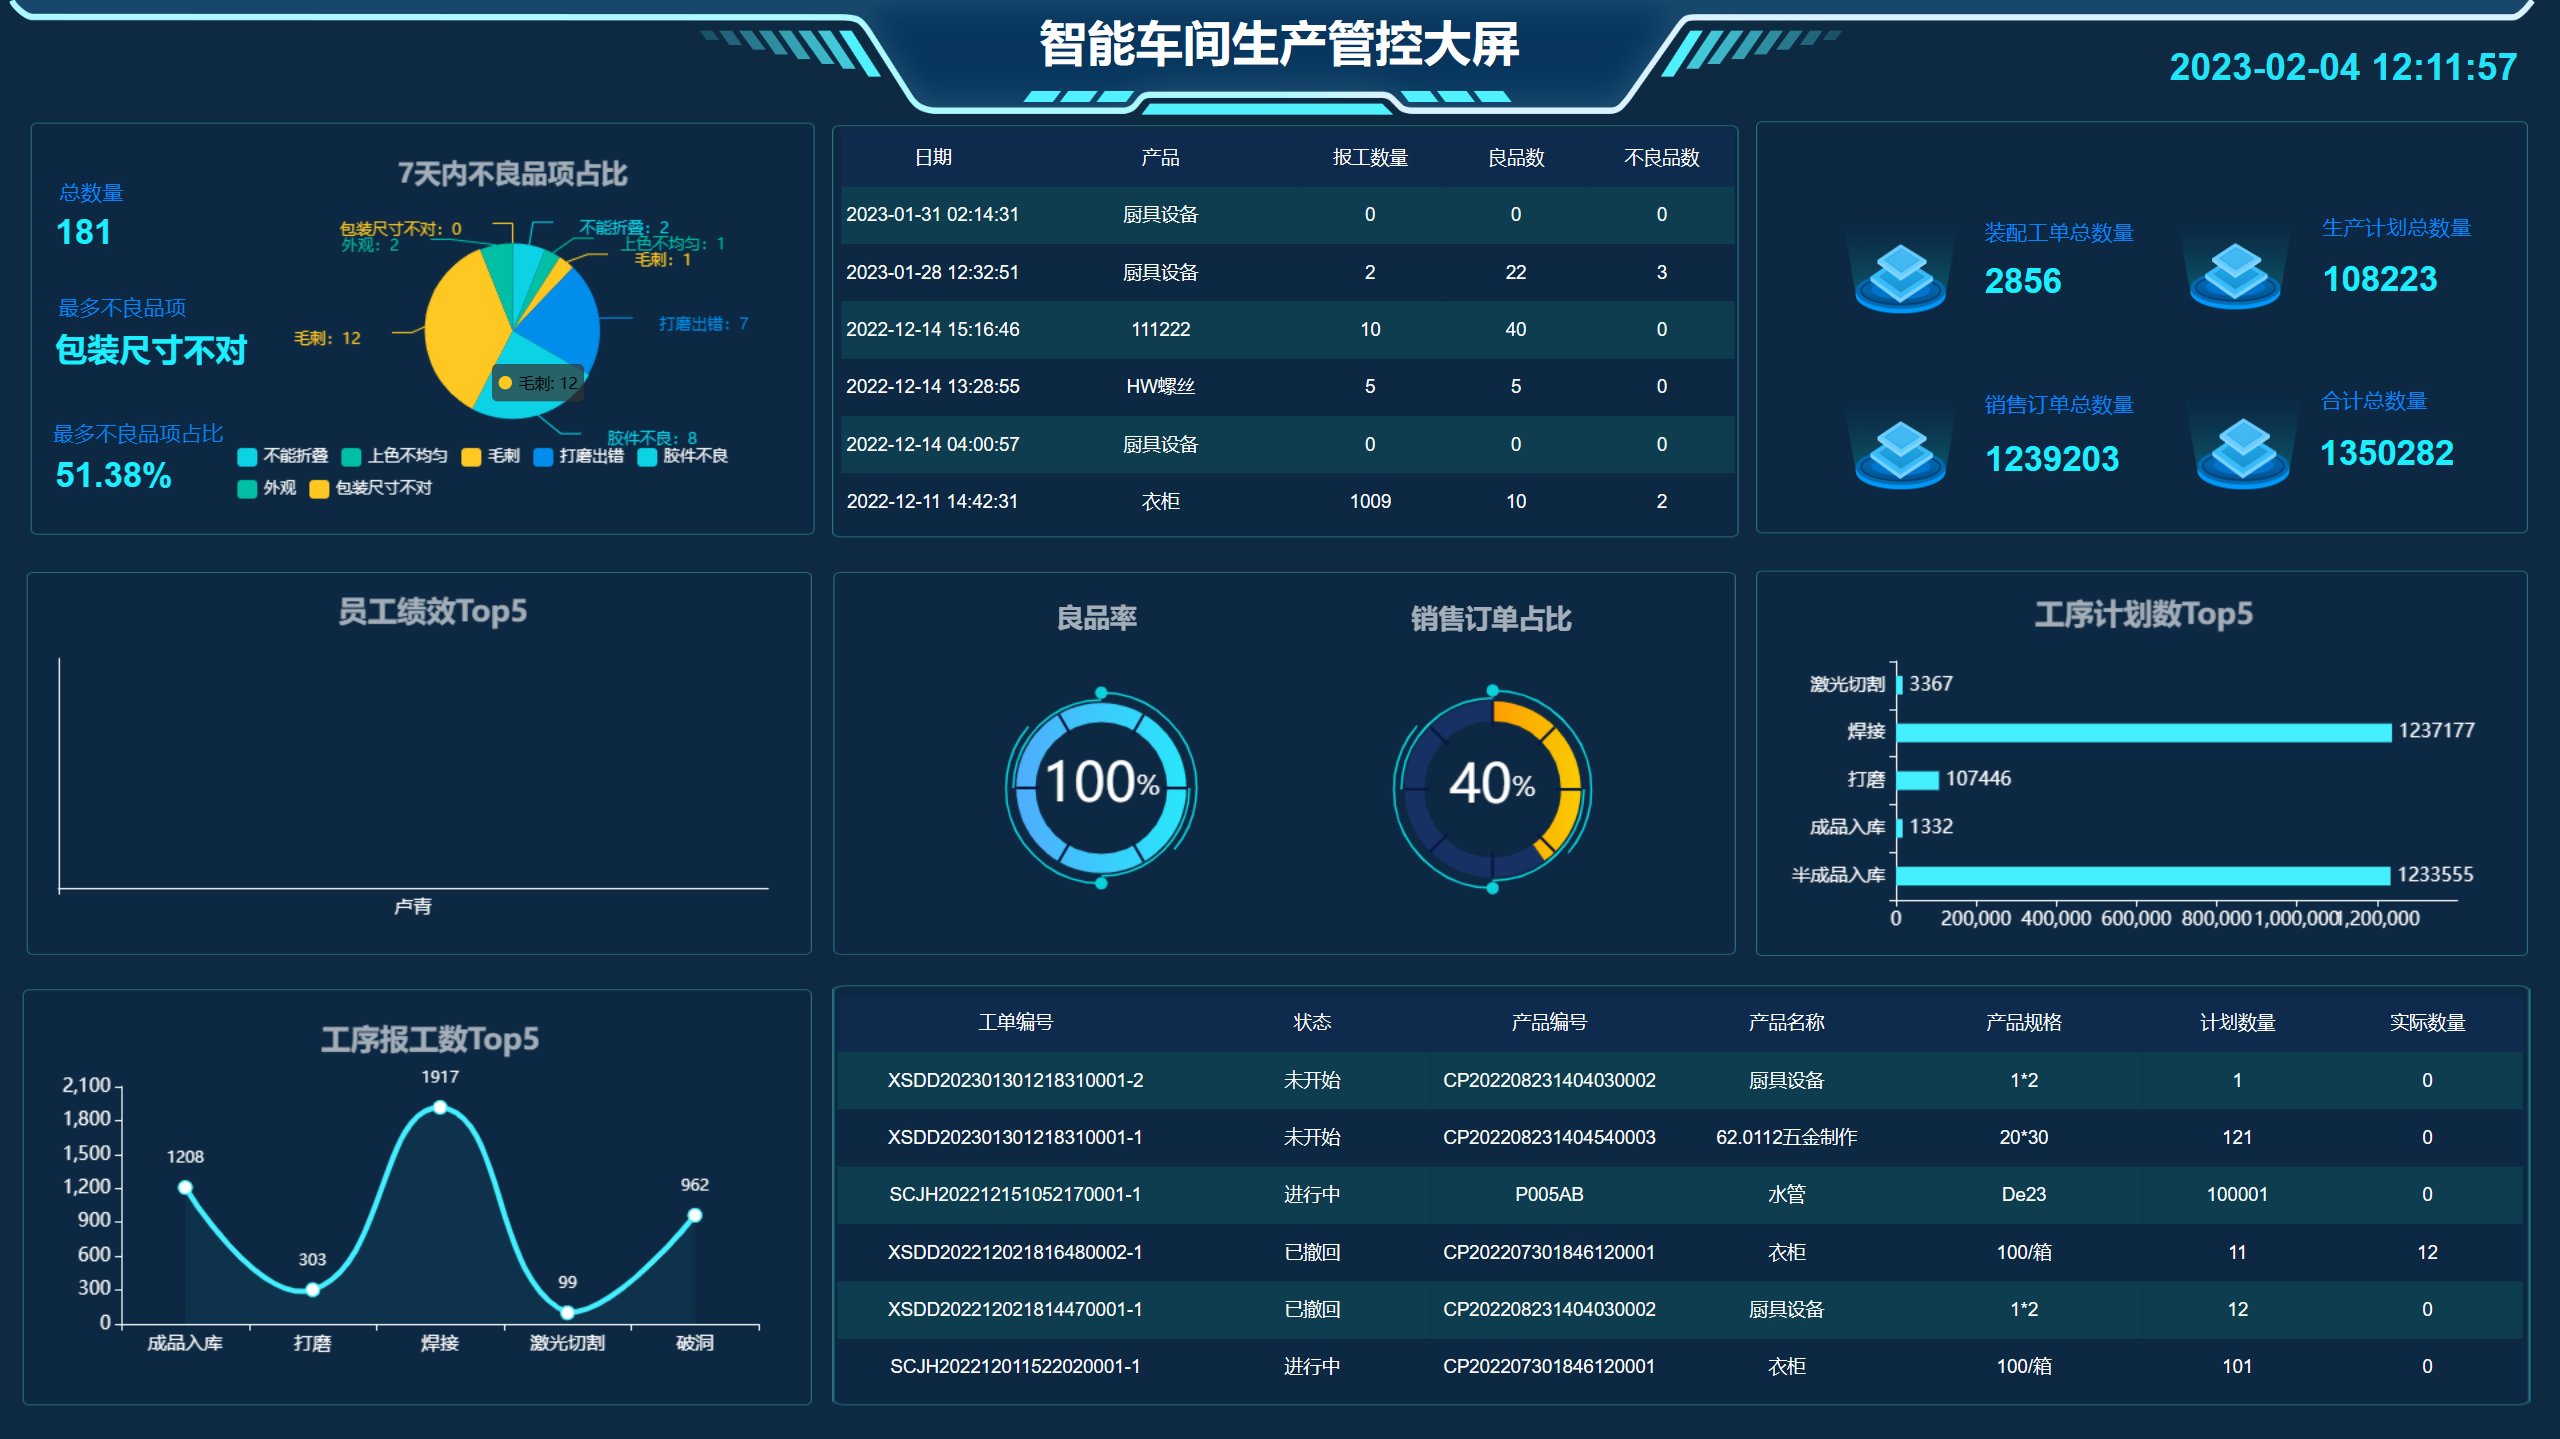 智能车间生产管控大屏
2023-02-04 12:11:57
7天内不良品项占比
总数量
181
最多不良品项
包装尺寸不对
最多不良品项占比
51.38%
包装尺寸不对：0
外观：2
不能折叠：2
上色不均匀：1
毛刺：1
毛刺：12
打磨出错：7
毛刺: 12
胶件不良：8
不能折叠 上色不均匀 毛刺 打磨出错 胶件不良
外观 包装尺寸不对
日期 产品 报工数量 良品数 不良品数
2023-01-31 02:14:31 厨具设备 0 0 0
2023-01-28 12:32:51 厨具设备 2 22 3
2022-12-14 15:16:46 111222 10 40 0
2022-12-14 13:28:55 HW螺丝 5 5 0
2022-12-14 04:00:57 厨具设备 0 0 0
2022-12-11 14:42:31 衣柜 1009 10 2
装配工单总数量
2856
生产计划总数量
108223
销售订单总数量
1239203
合计总数量
1350282
员工绩效Top5
卢青
良品率
100%
销售订单占比
40%
工序计划数Top5
激光切割 3367
焊接 1237177
打磨 107446
成品入库 1332
半成品入库 1233555
0 200,000 400,000 600,000 800,000 1,000,000 1,200,000
工序报工数Top5
2,100
1,800
1,500
1,200
900
600
300
0
1208
303
1917
99
962
成品入库 打磨 焊接 激光切割 破洞
工单编号 状态 产品编号 产品名称 产品规格 计划数量 实际数量
XSDD202301301218310001-2 未开始 CP202208231404030002 厨具设备 1*2 1 0
XSDD202301301218310001-1 未开始 CP202208231404540003 62.0112五金制作 20*30 121 0
SCJH202212151052170001-1 进行中 P005AB 水管 De23 100001 0
XSDD202212021816480002-1 已撤回 CP202207301846120001 衣柜 100/箱 11 12
XSDD202212021814470001-1 已撤回 CP202208231404030002 厨具设备 1*2 12 0
SCJH202212011522020001-1 进行中 CP202207301846120001 衣柜 100/箱 101 0